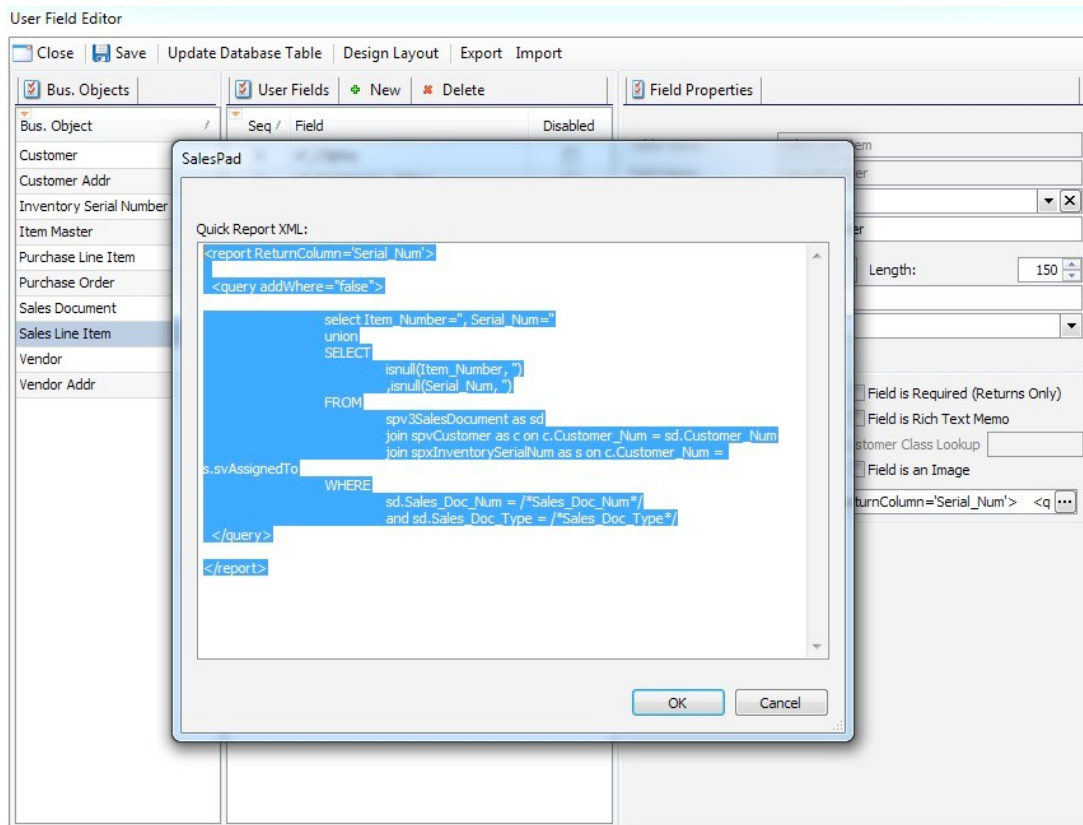 User Field Editor
Close Save Update Database Table Design Layout Export Import
Bus. Objects User Fields New Delete Field Properties
Bus. Object / Seq / Field Disabled
Customer
Customer Addr
Inventory Serial Number
Item Master
Purchase Line Item
Purchase Order
Sales Document
Sales Line Item
Vendor
Vendor Addr
SalesPad
Quick Report XML:
<report ReturnColumn='Serial_Num'>
<query addWhere="false">
select Item_Number='', Serial_Num=''
union
SELECT
isnull(Item_Number, '')
,isnull(Serial_Num, '')
FROM
spv3SalesDocument as sd
join spvCustomer as c on c.Customer_Num = sd.Customer_Num
join spxInventorySerialNum as s on c.Customer_Num =
s.svAssignedTo
WHERE
sd.Sales_Doc_Num = /*Sales_Doc_Num*/
and sd.Sales_Doc_Type = /*Sales_Doc_Type*/
</query>
</report>
OK Cancel
Length: 150
Field is Required (Returns Only)
Field is Rich Text Memo
stomer Class Lookup
Field is an Image
turnColumn='Serial_Num'> <q ...